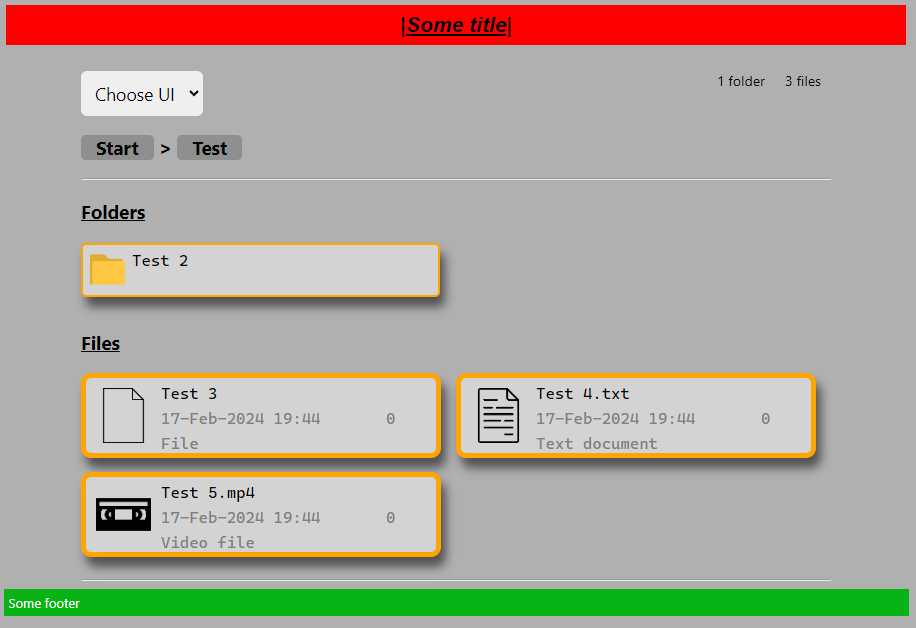 |Some title|
Choose UI
1 folder 3 files
Start > Test
Folders
Test 2
Files
Test 3
17-Feb-2024 19:44 0
File
Test 4.txt
17-Feb-2024 19:44 0
Text document
Test 5.mp4
17-Feb-2024 19:44 0
Video file
Some footer